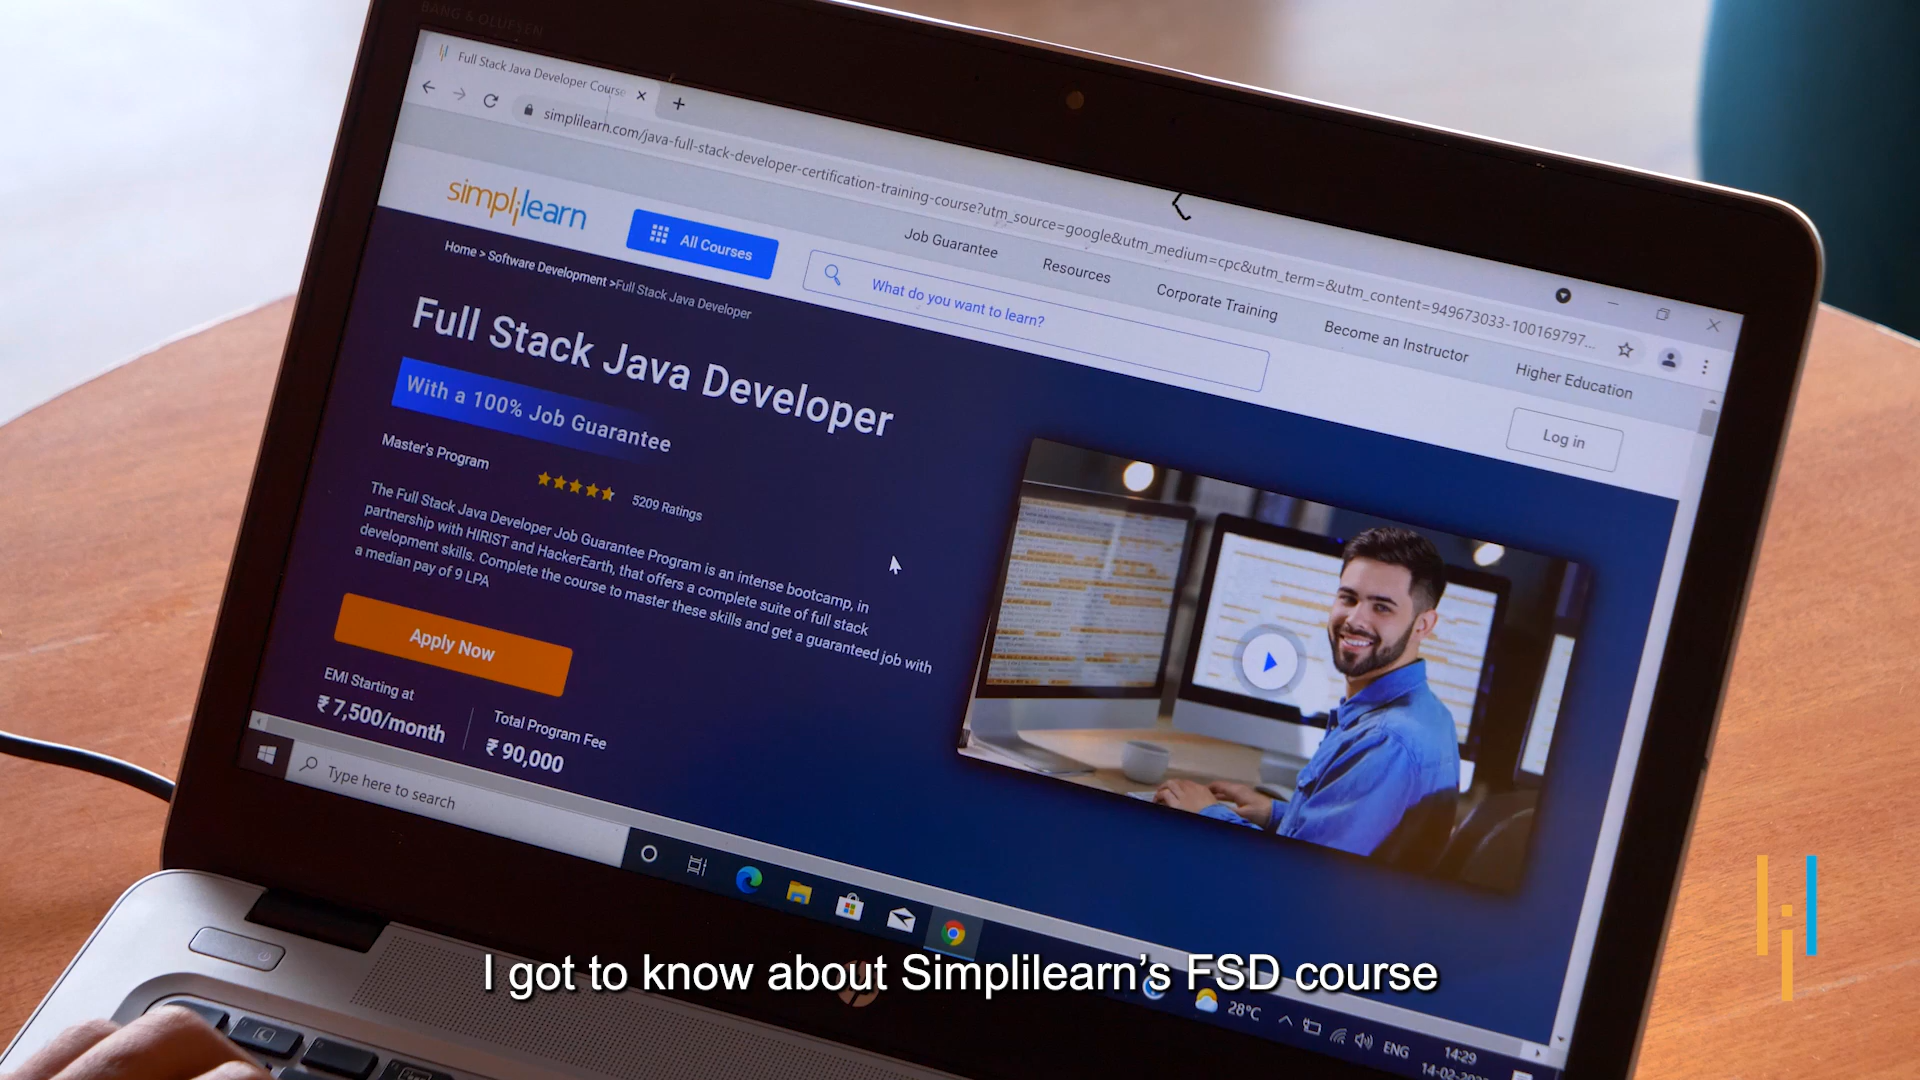 BANG & OLUFSEN
Full Stack Java Developer Course
simplilearn.com/java-full-stack-developer-certification-training-course?utm_source=google&utm_medium=cpc&utm_term=&utm_content=949673033-100169797...
simplilearn
All Courses
What do you want to learn?
Job Guarantee
Resources
Corporate Training
Become an Instructor
Higher Education
Log in
Home > Software Development >Full Stack Java Developer
Full Stack Java Developer
With a 100% Job Guarantee
Master's Program
5209 Ratings
The Full Stack Java Developer Job Guarantee Program is an intense bootcamp, in
partnership with HIRIST and HackerEarth, that offers a complete suite of full stack
development skills. Complete the course to master these skills and get a guaranteed job with
a median pay of 9 LPA
Apply Now
EMI Starting at
₹ 7,500/month
Total Program Fee
₹ 90,000
Type here to search
I got to know about Simplilearn’s FSD course
hp
28°C
ENG
14:29